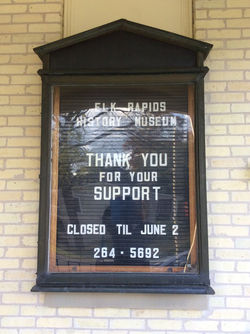 ELK RAPIDS
HISTORY MUSEUM
THANK YOU
FOR YOUR
SUPPORT
CLOSED TIL JUNE 2
264 - 5692